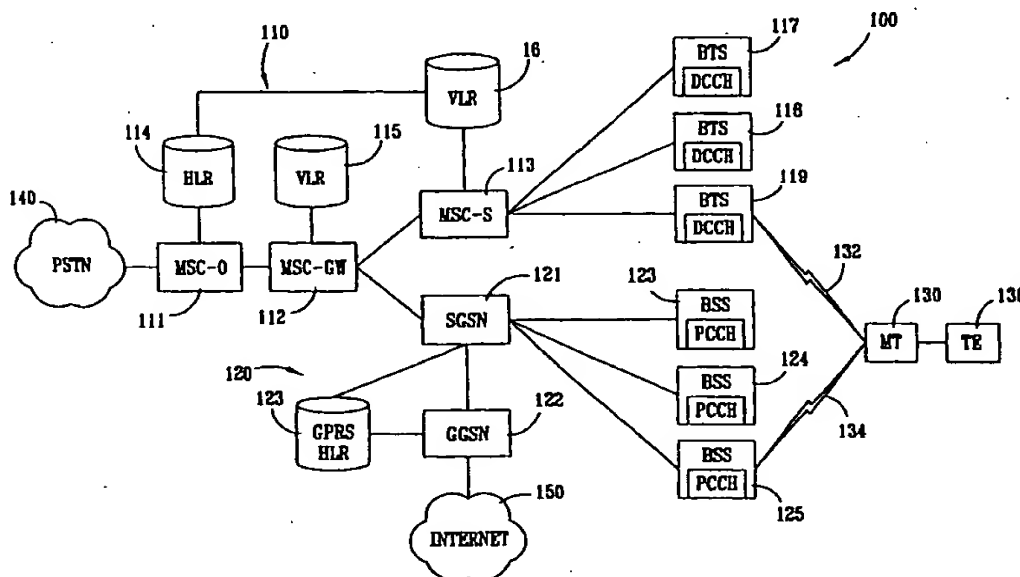 100
117
110
16
BTS
DCCH
VLR
116
114
115
BTS
DCCH
113
HLR
VLR
119
140
MSC-S
BTS
DCCH
PSTN
MSC-O
MSC-GW
132
121
123
130
111
112
SGSN
BSS
PCCH
MT
TE
124
120
123
122
BSS
PCCH
134
GPRS
HLR
GGSN
BSS
PCCH
150
125
INTERNET